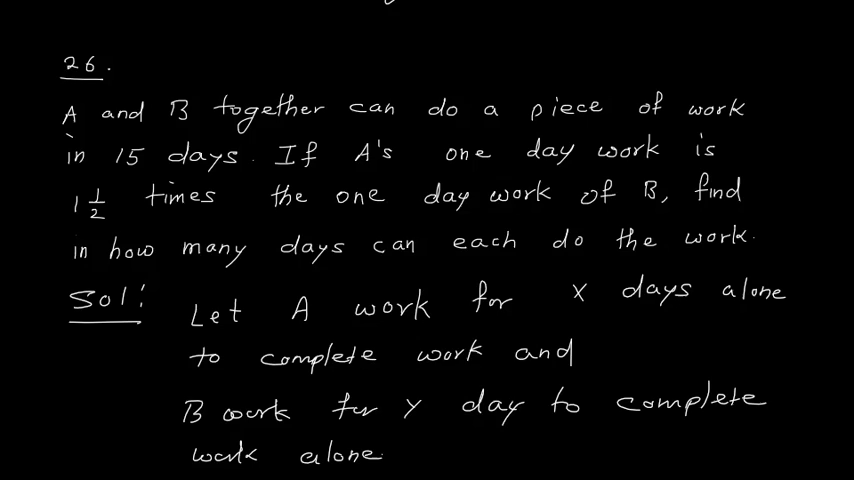 26.
A and B together can do a piece of work
in 15 days. If A's one day work is
1 1/2 times the one day work of B, find
in how many days can each do the work.
Sol:
Let A work for X days alone
to complete work and
B work for Y day to complete
work alone.